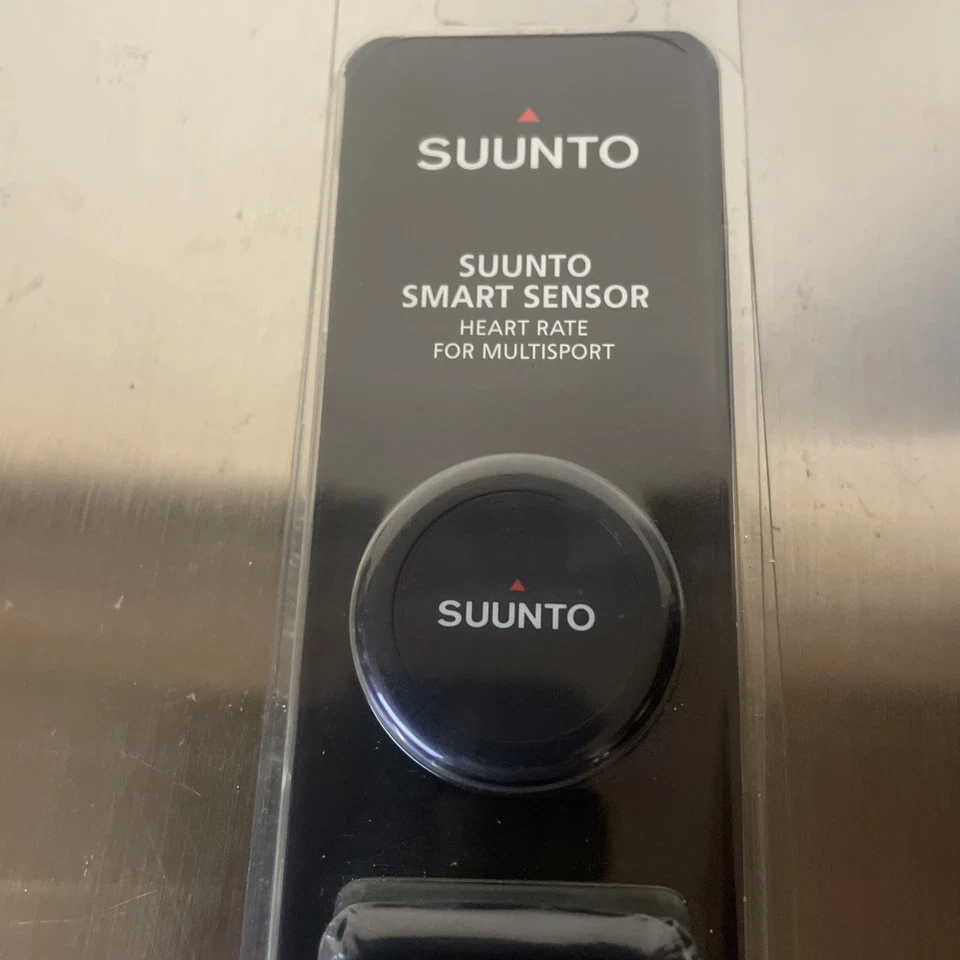 SUUNTO
SUUNTO
SMART SENSOR
HEART RATE
FOR MULTISPORT
SUUNTO